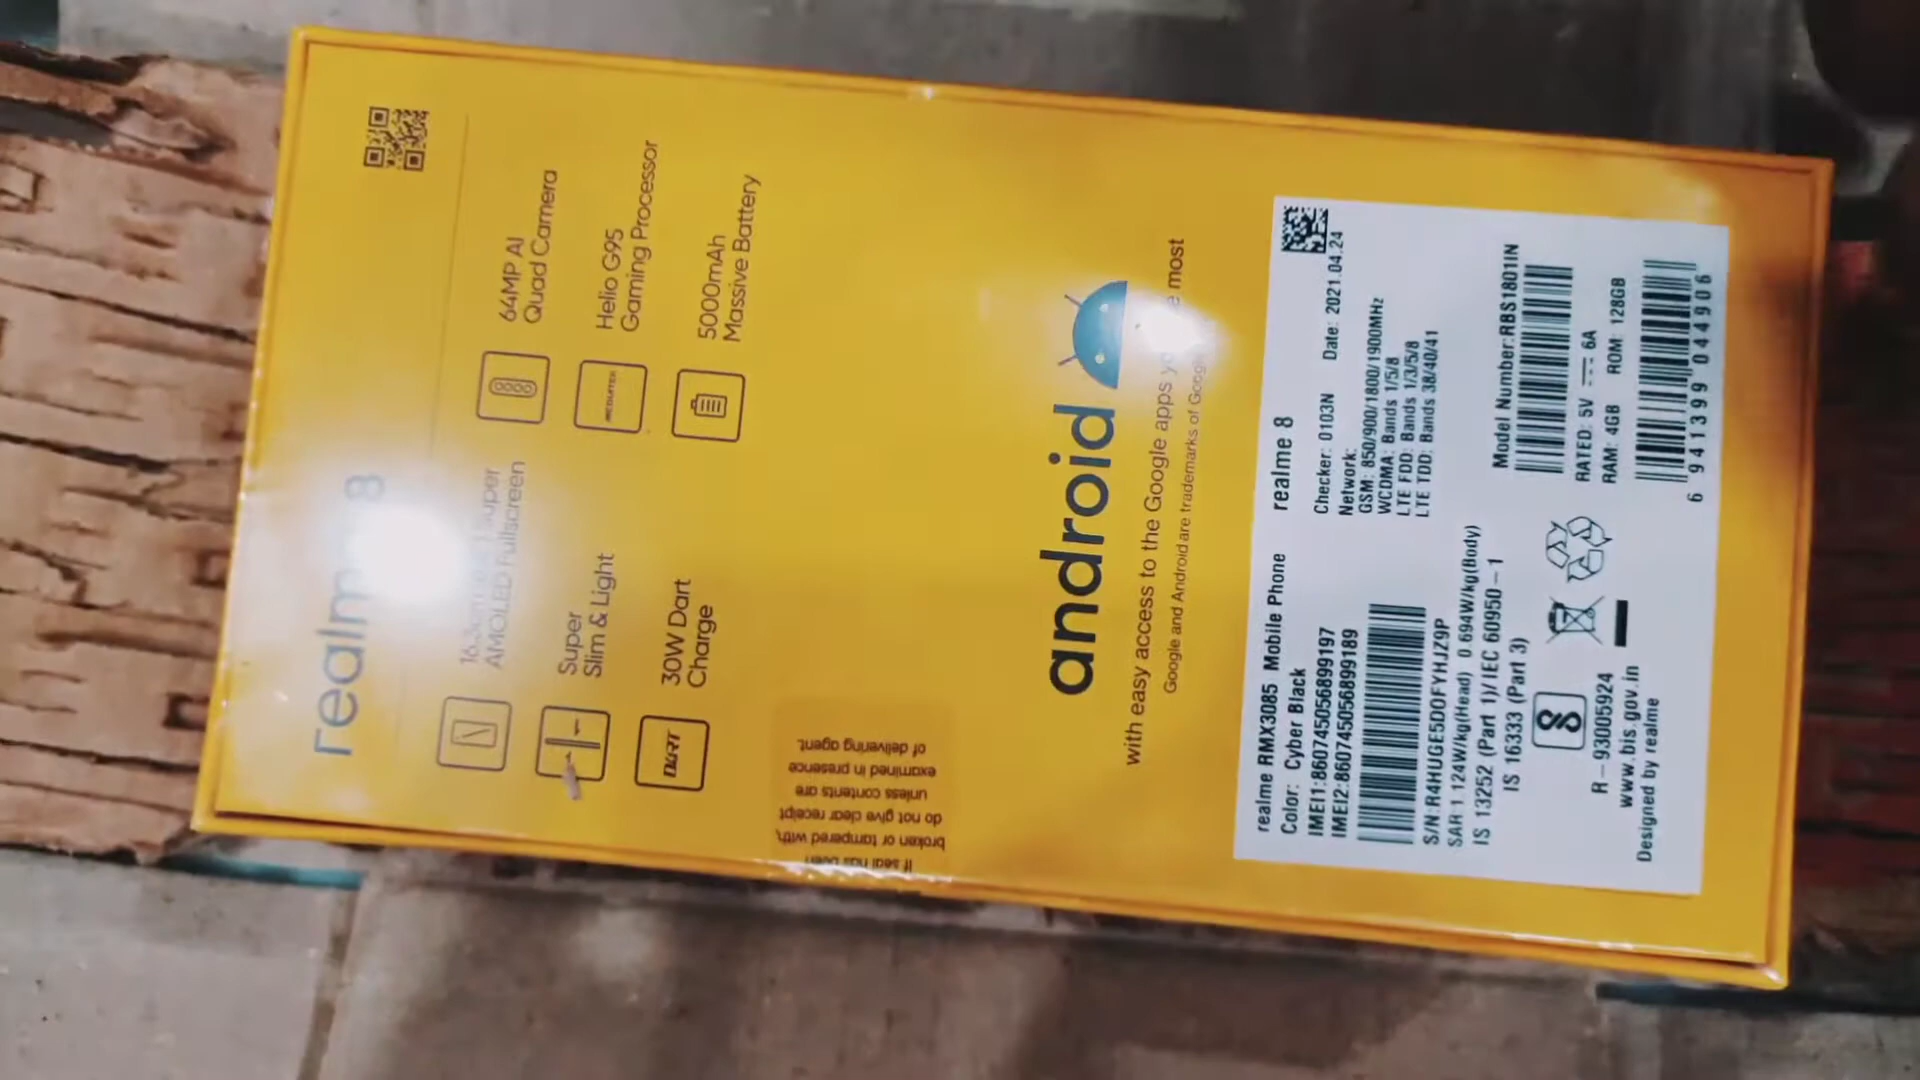 realme 8
AMOLED Fullscreen
Super
Slim & Light
30W Dart
Charge
DART
64MP AI
Quad Camera
Helio G95
Gaming Processor
MEDIATEK
5000mAh
Massive Battery
If seal has been
broken or tampered with,
do not give clear receipt
unless contents are
examined in presence
of delivering agent.
android
with easy access to the Google apps most
Google and Android are trademarks of
realme RMX3085 Mobile Phone realme 8
Color: Cyber Black
IMEI1:860745056899197
IMEI2:860745056899189
S/N:R4HUGE5D0FYHJZ9P
SAR:1.124W/kg(Head) 0.694W/kg(Body)
IS 13252 (Part 1)/IEC 60950-1
IS 16333 (Part 3)
R-93005924
www.bis.gov.in
Designed by realme
Checker: 0103N Date: 2021.04.24
Network:
GSM: 850/900/1800/1900MHz
WCDMA: Bands 1/5/8
LTE FDD: Bands 1/3/5/8
LTE TDD: Bands 38/40/41
Model Number:RBS1801IN
RATED: 5V 6A
RAM: 4GB ROM: 128GB
6 941399 044906